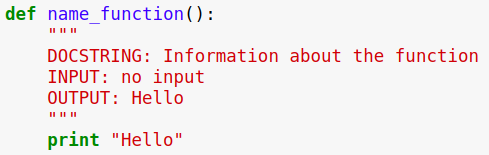 def name_function():
    """
    DOCSTRING: Information about the function
    INPUT: no input
    OUTPUT: Hello
    """
    print "Hello"